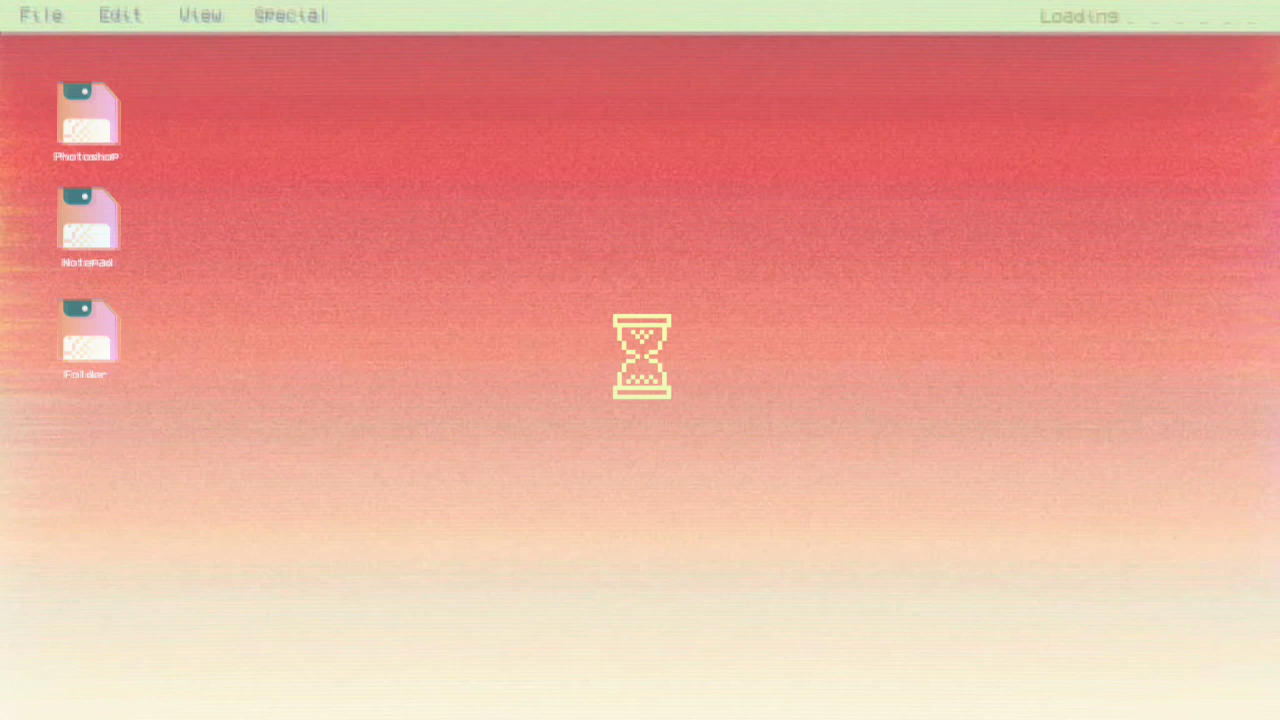 File Edit View Special Loading _ _ _ _ _ _
Photoshop
Notepad
Folder